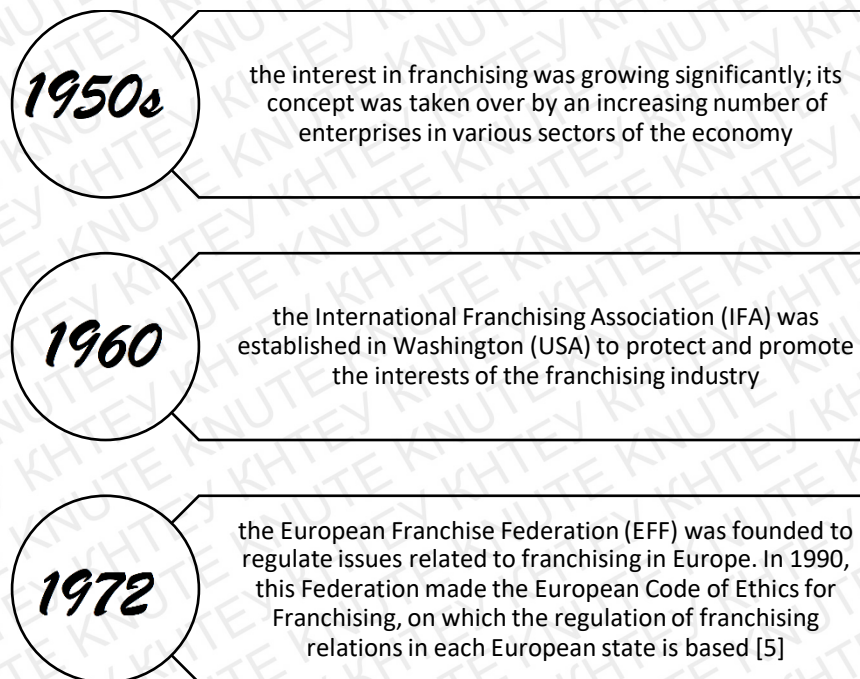 1950s
the interest in franchising was growing significantly; its
concept was taken over by an increasing number of
enterprises in various sectors of the economy
1960
the International Franchising Association (IFA) was
established in Washington (USA) to protect and promote
the interests of the franchising industry
1972
the European Franchise Federation (EFF) was founded to
regulate issues related to franchising in Europe. In 1990,
this Federation made the European Code of Ethics for
Franchising, on which the regulation of franchising
relations in each European state is based [5]